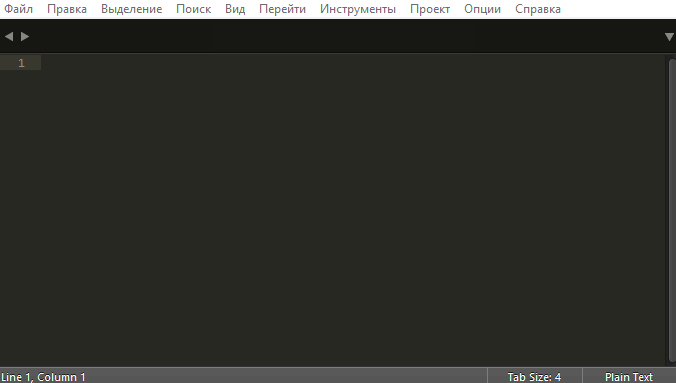 Файл Правка Выделение Поиск Вид Перейти Инструменты Проект Опции Справка
1
Line 1, Column 1 Tab Size: 4 Plain Text